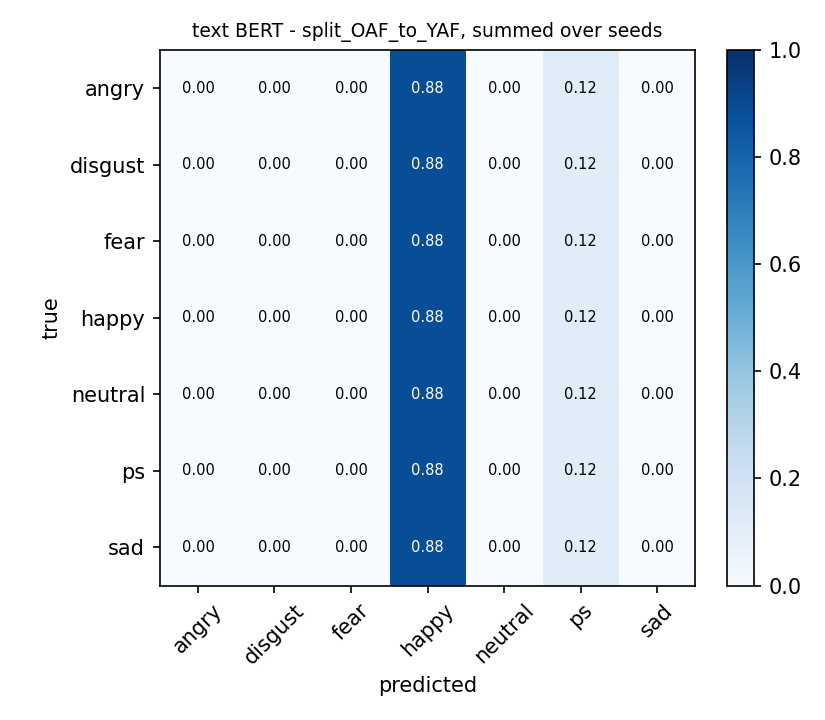 text BERT - split_OAF_to_YAF, summed over seeds
angry 0.00 0.00 0.00 0.88 0.00 0.12 0.00
disgust 0.00 0.00 0.00 0.88 0.00 0.12 0.00
fear 0.00 0.00 0.00 0.88 0.00 0.12 0.00
happy 0.00 0.00 0.00 0.88 0.00 0.12 0.00
neutral 0.00 0.00 0.00 0.88 0.00 0.12 0.00
ps 0.00 0.00 0.00 0.88 0.00 0.12 0.00
sad 0.00 0.00 0.00 0.88 0.00 0.12 0.00
true
angry disgust fear happy neutral ps sad
predicted
1.0
0.8
0.6
0.4
0.2
0.0